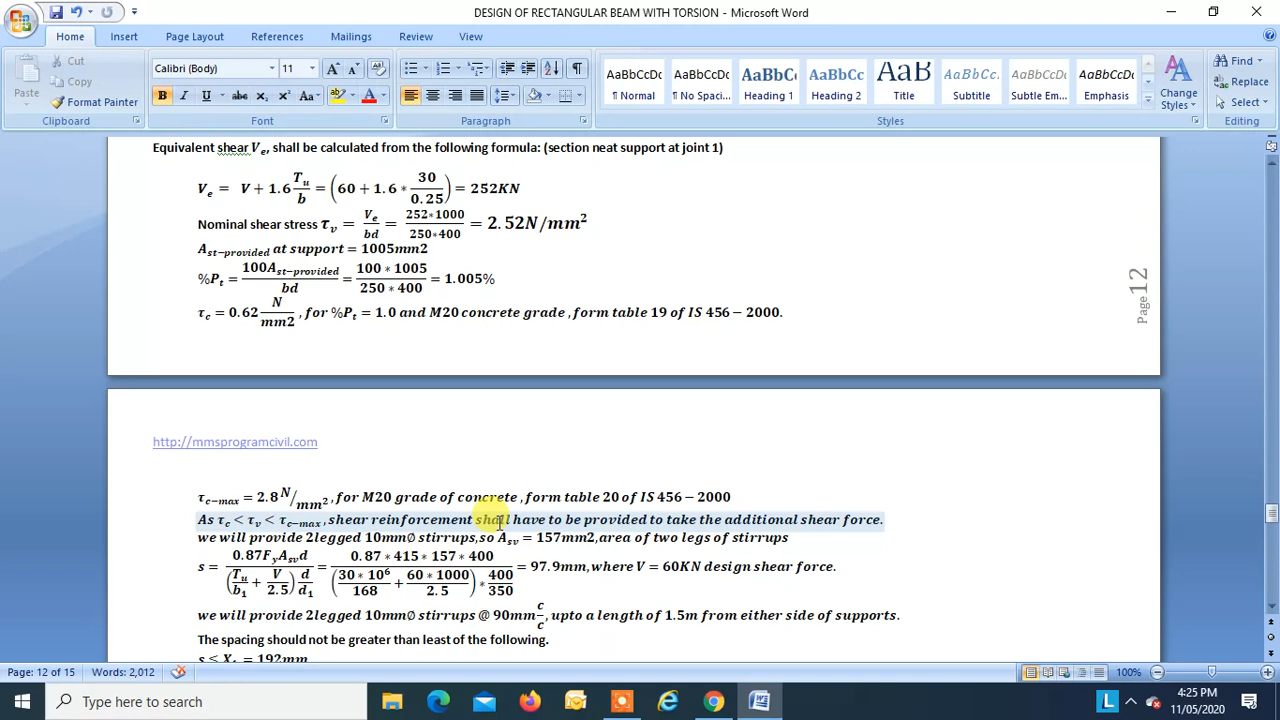 DESIGN OF RECTANGULAR BEAM WITH TORSION - Microsoft Word
Home Insert Page Layout References Mailings Review View
Paste Cut Copy Format Painter
Calibri (Body) 11
AaBbCcDc AaBbCcDc AaBbCc AaBbCc AaB AaBbCc. AaBbCcDc AaBbCcDc
¶ Normal ¶ No Spaci... Heading 1 Heading 2 Title Subtitle Subtle Em... Emphasis
Change Styles
Find Replace Select
Clipboard Font Paragraph Styles Editing
Equivalent shear V_e, shall be calculated from the following formula: (section neat support at joint 1)
V_e = V + 1.6 T_u/b = (60 + 1.6 * 30/0.25) = 252KN
Nominal shear stress τ_v = V_e/bd = 252*1000/250*400 = 2.52N/mm²
A_st−provided at support = 1005mm2
%P_t = 100A_st−provided/bd = 100 * 1005/250 * 400 = 1.005%
τ_c = 0.62 N/mm2 , for %P_t = 1.0 and M20 concrete grade , form table 19 of IS 456 − 2000.
Page 12
http://mmsprogramcivil.com
τ_c−max = 2.8 N/mm² , for M20 grade of concrete , form table 20 of IS 456 − 2000
As τ_c < τ_v < τ_c−max , shear reinforcement shall have to be provided to take the additional shear force.
we will provide 2legged 10mm∅ stirrups,so A_sv = 157mm2,area of two legs of stirrups
s = 0.87F_yA_svd/(T_u/b_1 + V/2.5) d/d_1 = 0.87 * 415 * 157 * 400/(30 * 10⁶/168 + 60 * 1000/2.5) * 400/350 = 97.9mm, where V = 60KN design shear force.
we will provide 2legged 10mm∅ stirrups @ 90mm c/c , upto a length of 1.5m from either side of supports.
The spacing should not be greater than least of the following.
s ≤ X_1 = 192mm
Page: 12 of 15 Words: 2,012 100%
Type here to search
4:25 PM
11/05/2020